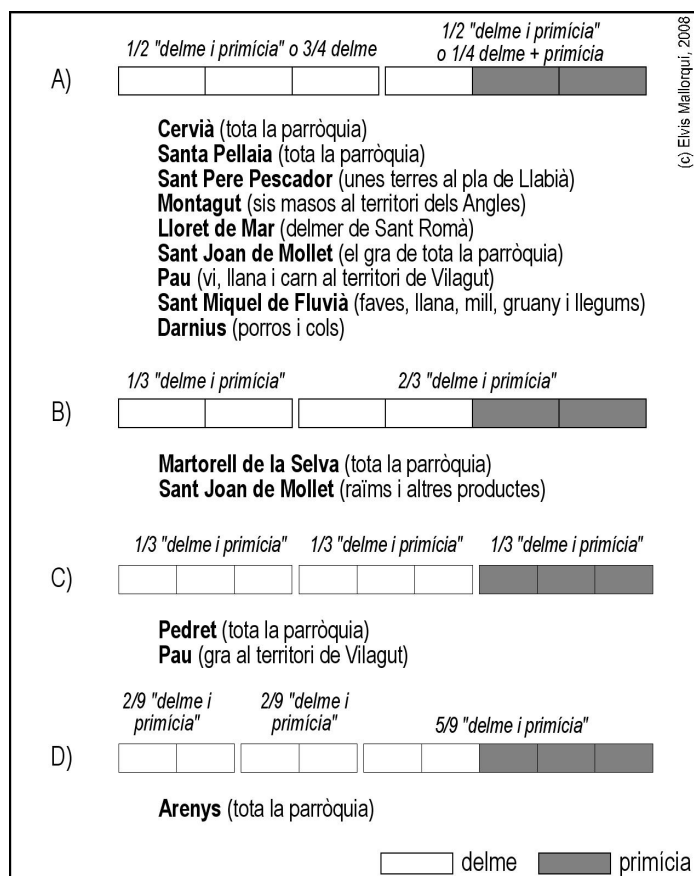 (c) Elvis Mallorquí, 2008
A)
1/2 "delme i primícia" o 3/4 delme
1/2 "delme i primícia"
o 1/4 delme + primícia
Cervià (tota la parròquia)
Santa Pellaia (tota la parròquia)
Sant Pere Pescador (unes terres al pla de Llabià)
Montagut (sis masos al territori dels Angles)
Lloret de Mar (delmer de Sant Romà)
Sant Joan de Mollet (el gra de tota la parròquia)
Pau (vi, llana i carn al territori de Vilagut)
Sant Miquel de Fluvià (faves, llana, mill, gruany i llegums)
Darnius (porros i cols)
B)
1/3 "delme i primícia"
2/3 "delme i primícia"
Martorell de la Selva (tota la parròquia)
Sant Joan de Mollet (raïms i altres productes)
C)
1/3 "delme i primícia"
1/3 "delme i primícia"
1/3 "delme i primícia"
Pedret (tota la parròquia)
Pau (gra al territori de Vilagut)
D)
2/9 "delme i
primícia"
2/9 "delme i
primícia"
5/9 "delme i primícia"
Arenys (tota la parròquia)
delme
primícia